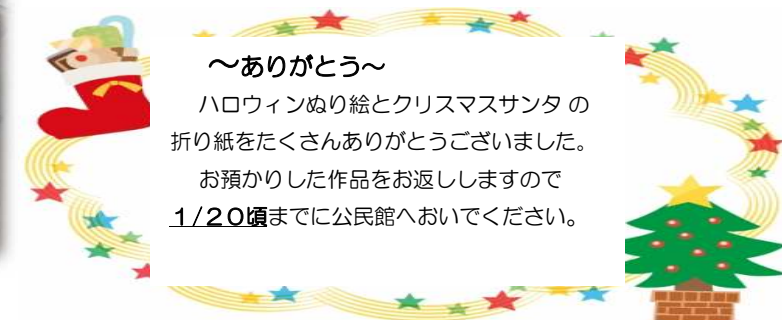 ～ありがとう～
ハロウィンぬり絵とクリスマスサンタ の
折り紙をたくさんありがとうございました。
お預かりした作品をお返ししますので
１/２０頃までに公民館へおいでください。